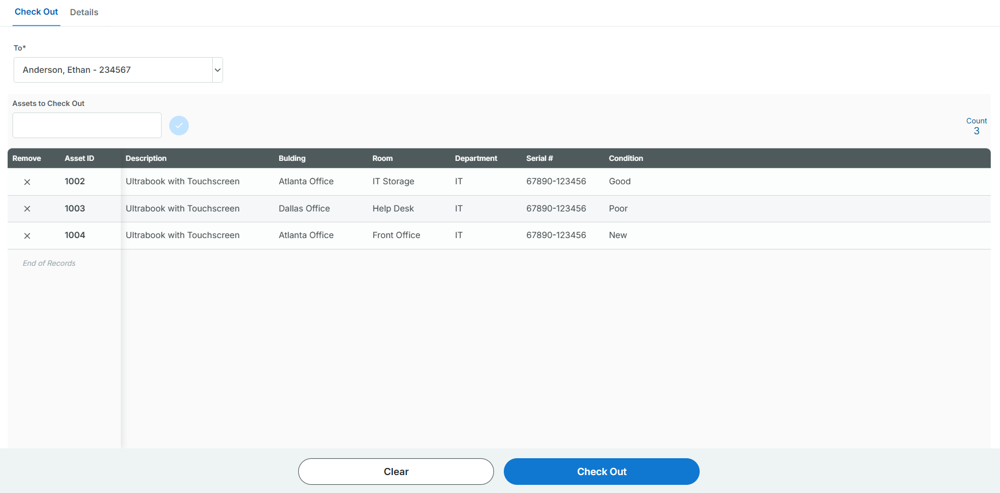 Check Out Details
To*
Anderson, Ethan - 234567
Assets to Check Out
Count
3
Remove Asset ID Description Bulding Room Department Serial # Condition
1002 Ultrabook with Touchscreen Atlanta Office IT Storage IT 67890-123456 Good
1003 Ultrabook with Touchscreen Dallas Office Help Desk IT 67890-123456 Poor
1004 Ultrabook with Touchscreen Atlanta Office Front Office IT 67890-123456 New
End of Records
Clear Check Out